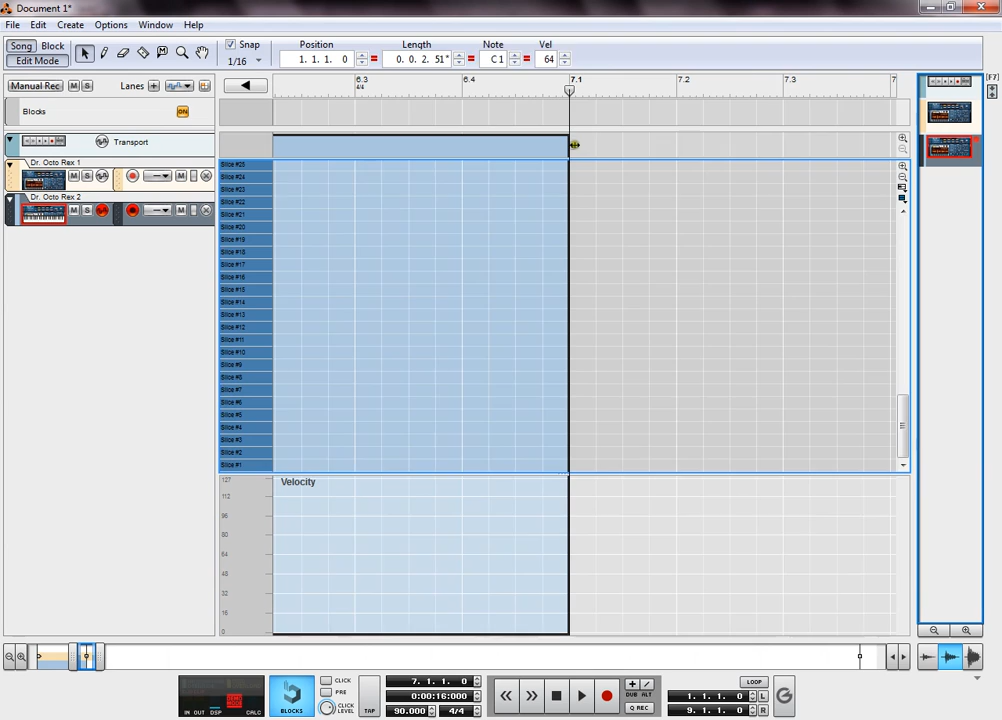 Document 1*
File Edit Create Options Window Help
Song Block
Edit Mode
Snap
1/16
Position
1. 1. 1. 0
Length
0. 0. 2. 51*
Note
C 1
Vel
64
[F7]
Manual Rec M S Lanes
6.3 6.4 7.1 7.2 7.3 7
4/4
Blocks ON
Transport
Dr. Octo Rex 1
M S M
Dr. Octo Rex 2
M S M
Slice #25
Slice #24
Slice #23
Slice #22
Slice #21
Slice #20
Slice #19
Slice #18
Slice #17
Slice #16
Slice #15
Slice #14
Slice #13
Slice #12
Slice #11
Slice #10
Slice #9
Slice #8
Slice #7
Slice #6
Slice #5
Slice #4
Slice #3
Slice #2
Slice #1
Velocity
127
112
96
80
64
48
32
16
0
IN OUT DSP CALC
BLOCKS
CLICK
PRE
CLICK
LEVEL
TAP
7. 1. 1. 0
0:00:16:000
90.000 4/4
DUB ALT
Q REC
LOOP
1. 1. 1. 0 L
9. 1. 1. 0 R